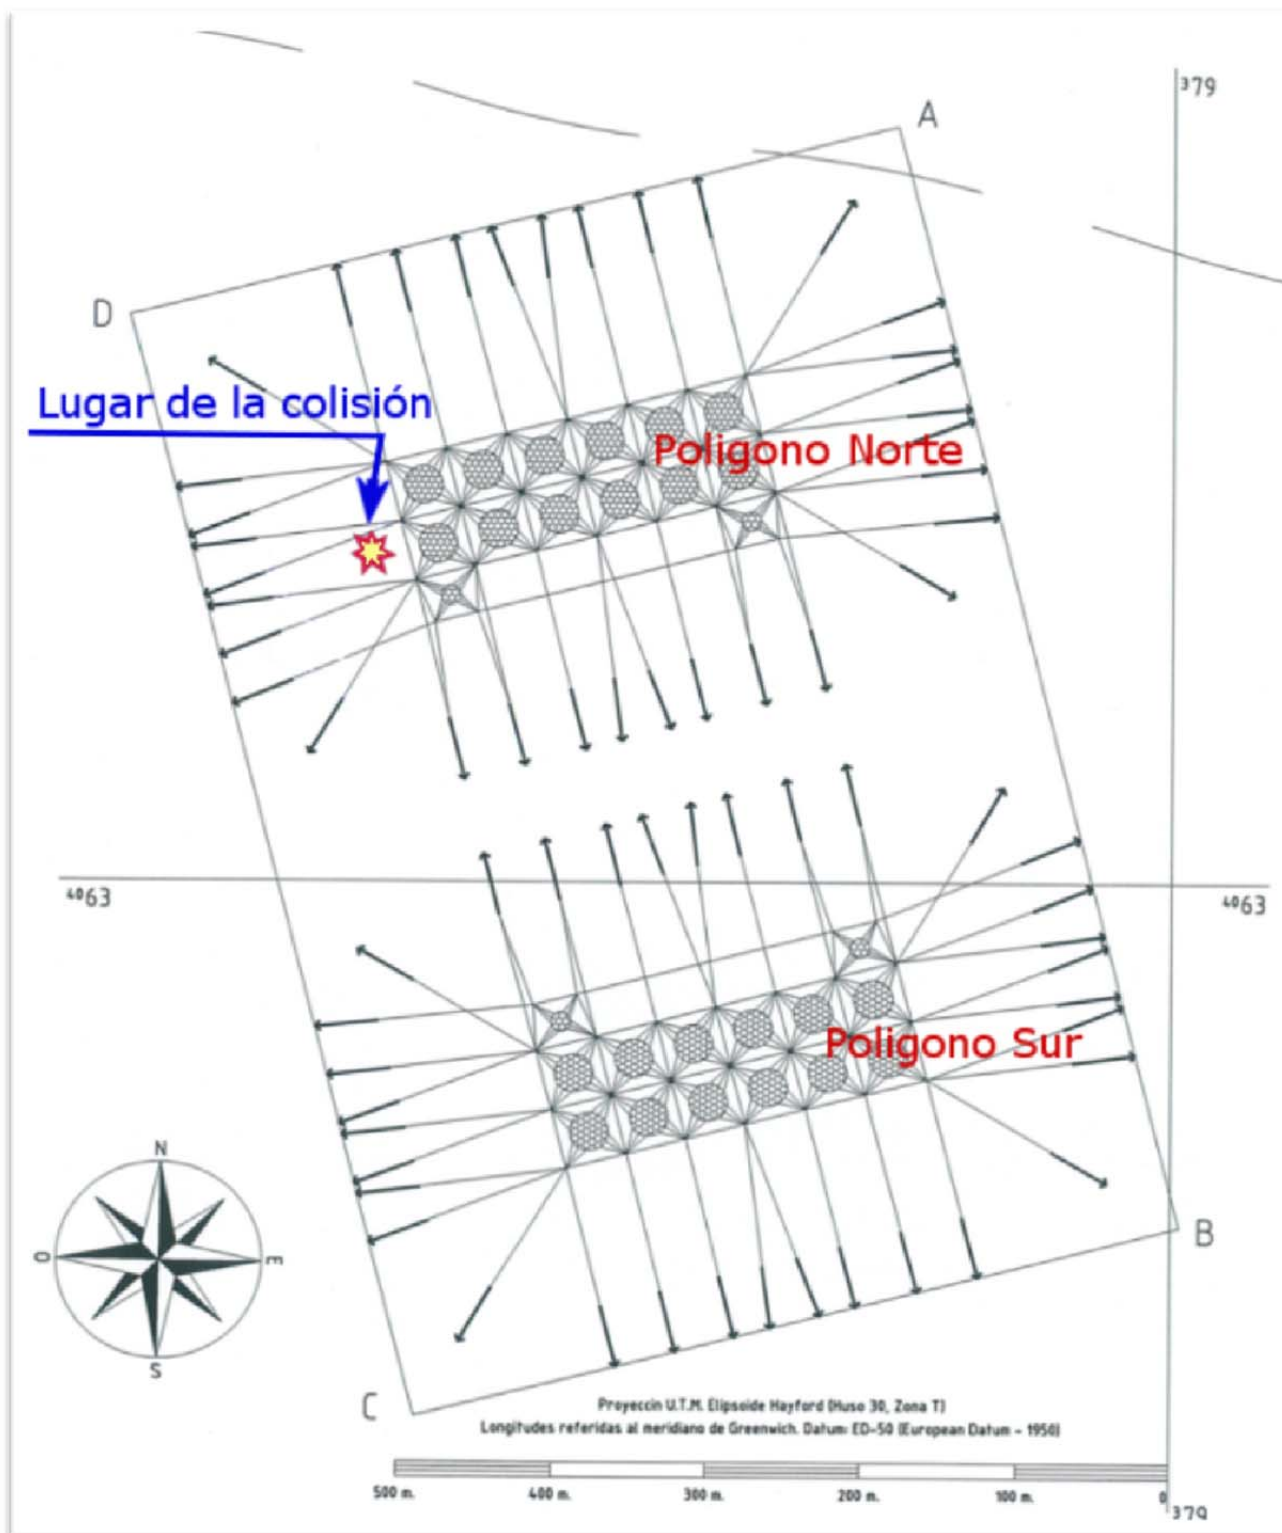 379
A
D
Lugar de la colisión
Poligono Norte
4063
4063
Poligono Sur
N
O
E
S
B
C
Proyeccin U.T.M. Elipsoide Hayford (Huso 30, Zona T)
Longitudes referidas al meridiano de Greenwich. Datum: ED-50 (European Datum - 1950)
500 m.
400 m.
300 m.
200 m.
100 m.
0
379